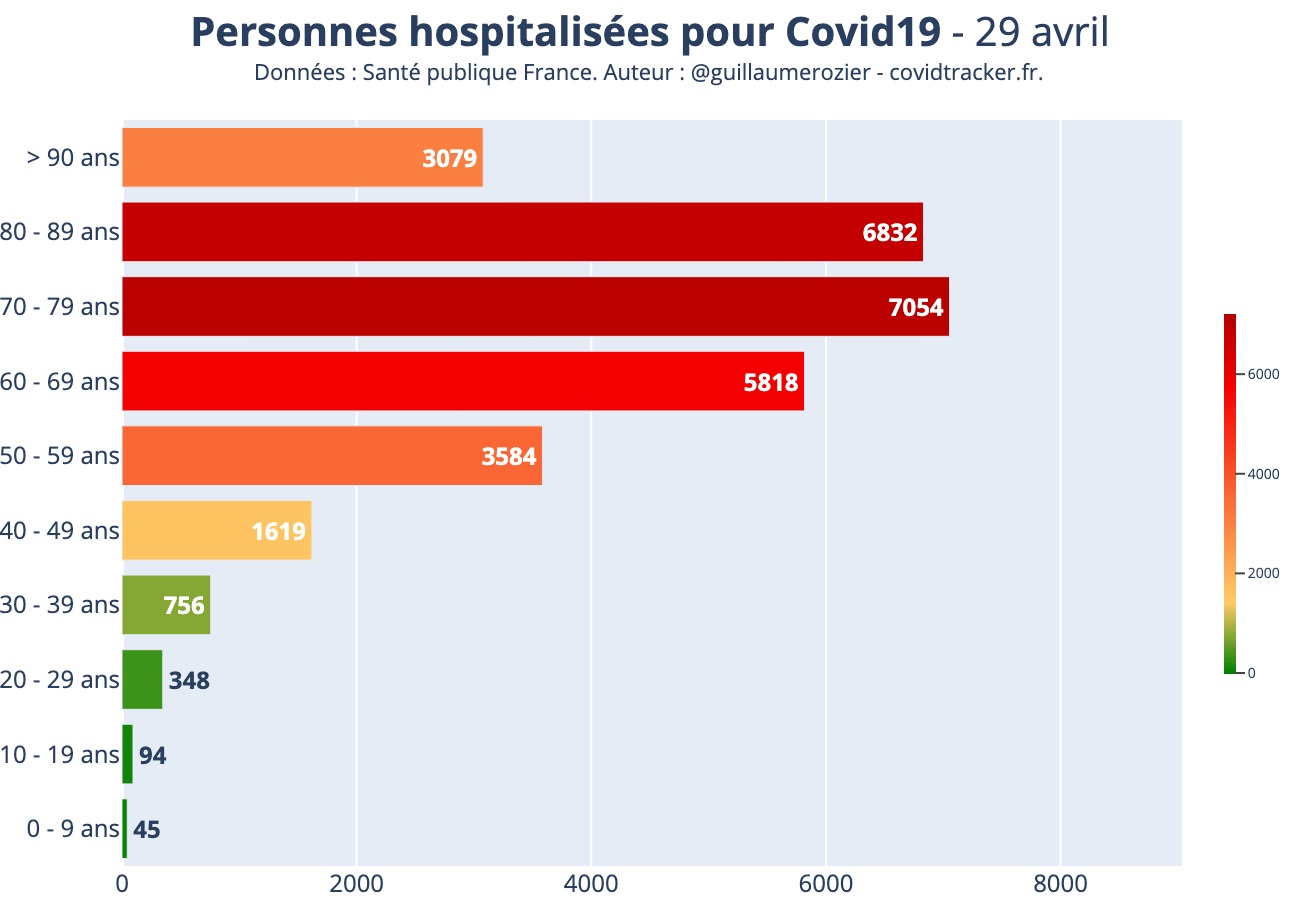 Personnes hospitalisées pour Covid19 - 29 avril
Données : Santé publique France. Auteur : @guillaumerozier - covidtracker.fr.
> 90 ans 3079
80 - 89 ans 6832
70 - 79 ans 7054
60 - 69 ans 5818
50 - 59 ans 3584
40 - 49 ans 1619
30 - 39 ans 756
20 - 29 ans 348
10 - 19 ans 94
0 - 9 ans 45
0 2000 4000 6000 8000
6000
4000
2000
0